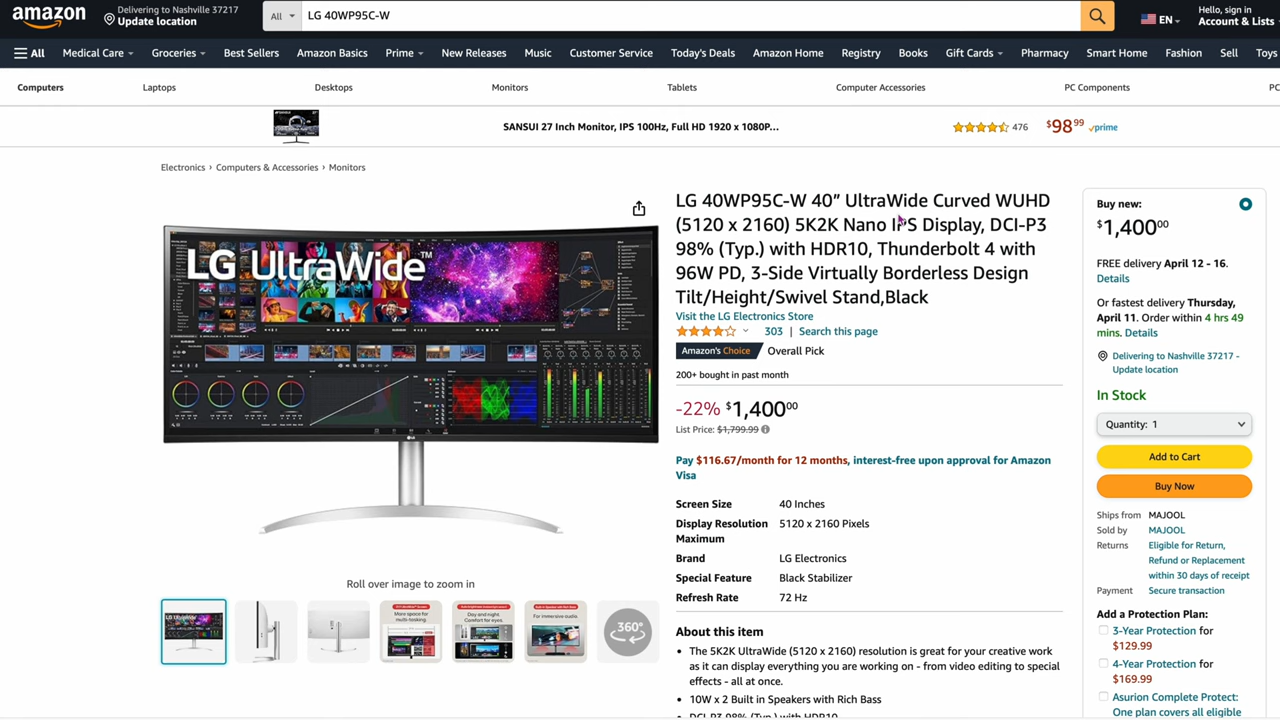 amazon
Delivering to Nashville 37217
Update location
All
LG 40WP95C-W
EN
Hello, sign in
Account & Lists
All
Medical Care
Groceries
Best Sellers
Amazon Basics
Prime
New Releases
Music
Customer Service
Today's Deals
Amazon Home
Registry
Books
Gift Cards
Pharmacy
Smart Home
Fashion
Sell
Toys
Computers
Laptops
Desktops
Monitors
Tablets
Computer Accessories
PC Components
PC
SANSUI 27 Inch Monitor, IPS 100Hz, Full HD 1920 x 1080P...
476
$98 99
prime
Electronics › Computers & Accessories › Monitors
LG UltraWide™
LG
Roll over image to zoom in
360°
LG 40WP95C-W 40” UltraWide Curved WUHD
(5120 x 2160) 5K2K Nano IPS Display, DCI-P3
98% (Typ.) with HDR10, Thunderbolt 4 with
96W PD, 3-Side Virtually Borderless Design
Tilt/Height/Swivel Stand,Black
Visit the LG Electronics Store
303 | Search this page
Amazon's Choice Overall Pick
200+ bought in past month
-22% $1,400 00
List Price: $1,799.99
Pay $116.67/month for 12 months, interest-free upon approval for Amazon
Visa
Screen Size 40 Inches
Display Resolution 5120 x 2160 Pixels
Maximum
Brand LG Electronics
Special Feature Black Stabilizer
Refresh Rate 72 Hz
About this item
• The 5K2K UltraWide (5120 x 2160) resolution is great for your creative work
as it can display everything you are working on - from video editing to special
effects - all at once.
• 10W x 2 Built in Speakers with Rich Bass
• DCI-P3 98% (Typ.) with HDR10
Buy new:
$1,400 00
FREE delivery April 12 - 16.
Details
Or fastest delivery Thursday,
April 11. Order within 4 hrs 49
mins. Details
Delivering to Nashville 37217 -
Update location
In Stock
Quantity: 1
Add to Cart
Buy Now
Ships from MAJOOL
Sold by MAJOOL
Returns Eligible for Return,
Refund or Replacement
within 30 days of receipt
Payment Secure transaction
Add a Protection Plan:
3-Year Protection for
$129.99
4-Year Protection for
$169.99
Asurion Complete Protect:
One plan covers all eligible